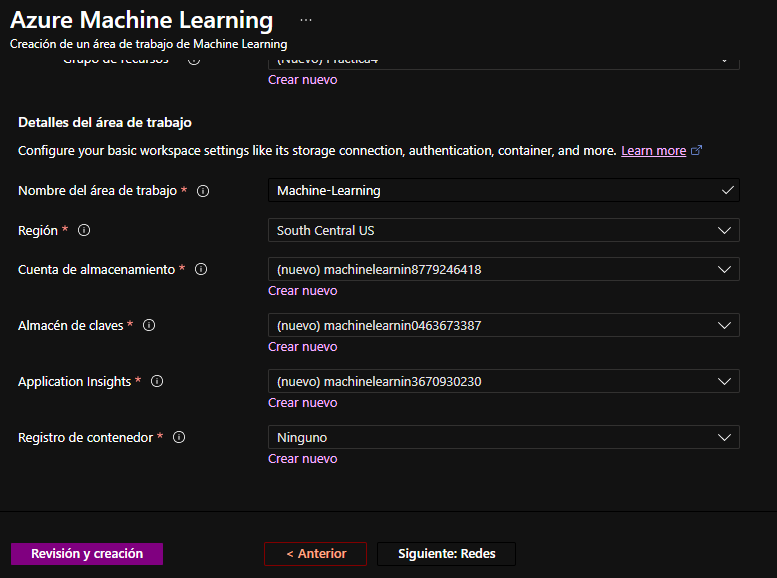 Azure Machine Learning ...
Creación de un área de trabajo de Machine Learning
Grupo de recursos
(Nuevo) Practica4
Crear nuevo
Detalles del área de trabajo
Configure your basic workspace settings like its storage connection, authentication, container, and more. Learn more
Nombre del área de trabajo * Machine-Learning
Región * South Central US
Cuenta de almacenamiento * (nuevo) machinelearnin8779246418
Crear nuevo
Almacén de claves * (nuevo) machinelearnin0463673387
Crear nuevo
Application Insights * (nuevo) machinelearnin3670930230
Crear nuevo
Registro de contenedor * Ninguno
Crear nuevo
Revisión y creación < Anterior Siguiente: Redes